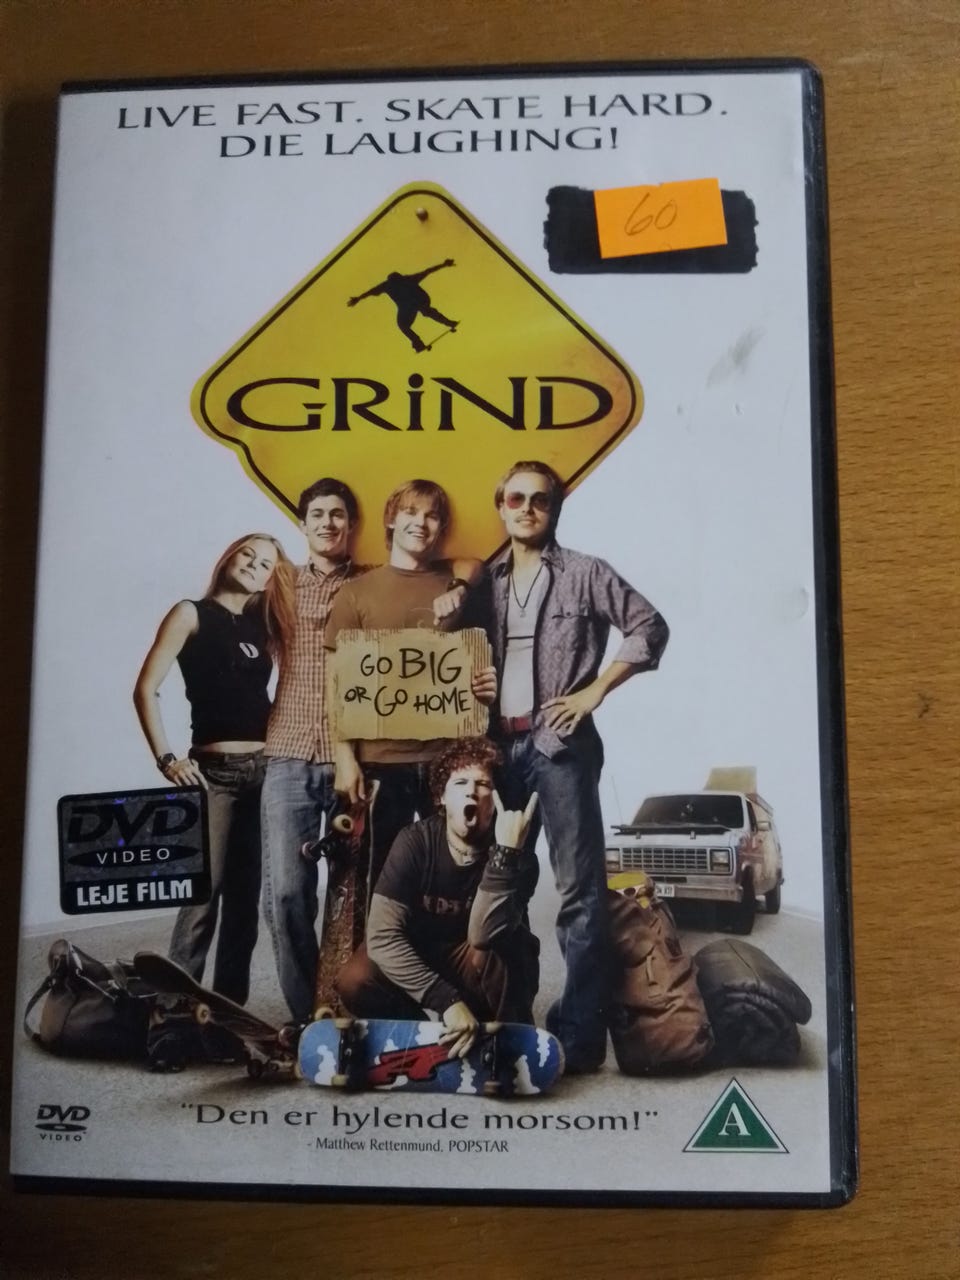 LIVE FAST. SKATE HARD.
DIE LAUGHING!
60
GRiND
GO BIG
OR GO HOME
DVD
VIDEO
LEJE FILM
DVD
VIDEO
"Den er hylende morsom!"
- Matthew Rettenmund, POPSTAR
A